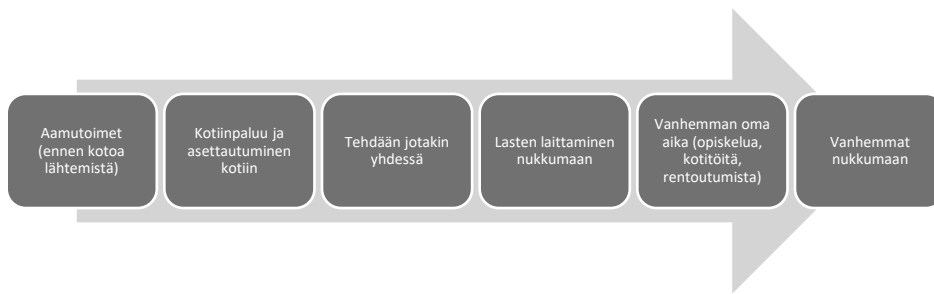 Aamutoimet
(ennen kotoa
lähtemistä)
Kotiinpaluu ja
asettautuminen
kotiin
Tehdään jotakin
yhdessä
Lasten laittaminen
nukkumaan
Vanhemman oma
aika (opiskelua,
kotitöitä,
rentoutumista)
Vanhemmat
nukkumaan